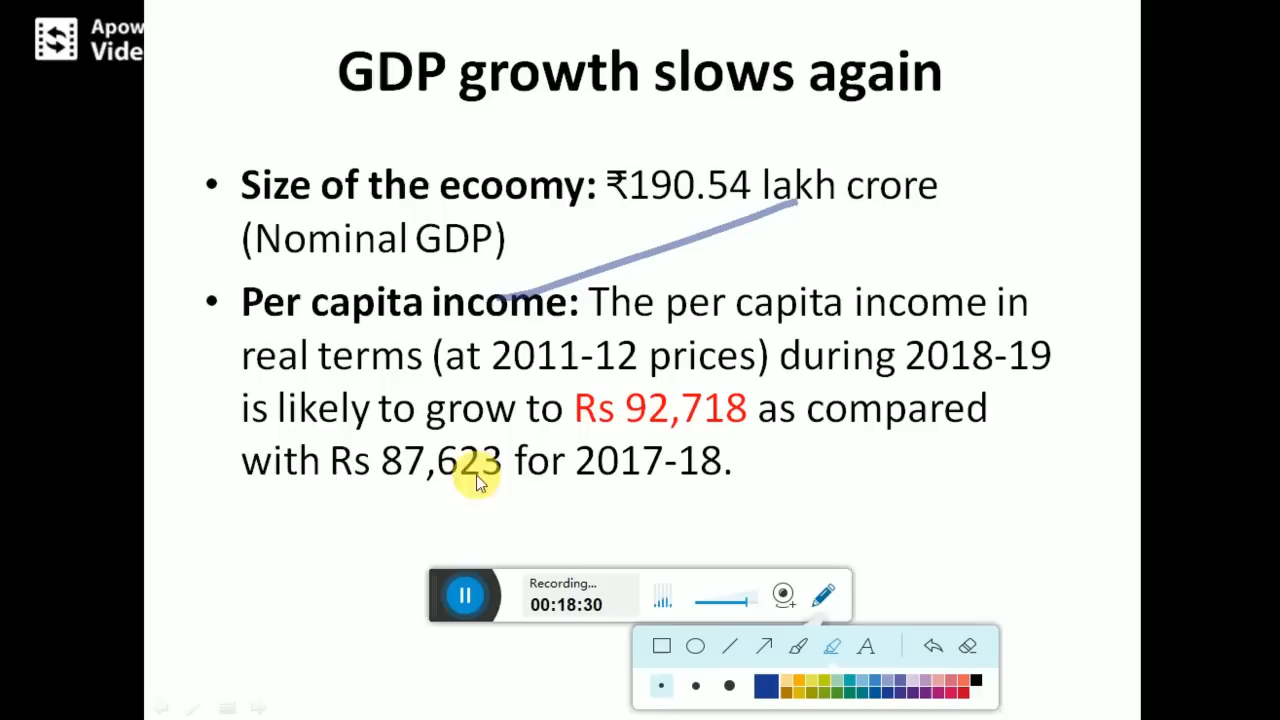 Apow
Vide
GDP growth slows again
• Size of the ecoomy: ₹190.54 lakh crore
(Nominal GDP)
• Per capita income: The per capita income in
real terms (at 2011-12 prices) during 2018-19
is likely to grow to Rs 92,718 as compared
with Rs 87,623 for 2017-18.
Recording...
00:18:30
A